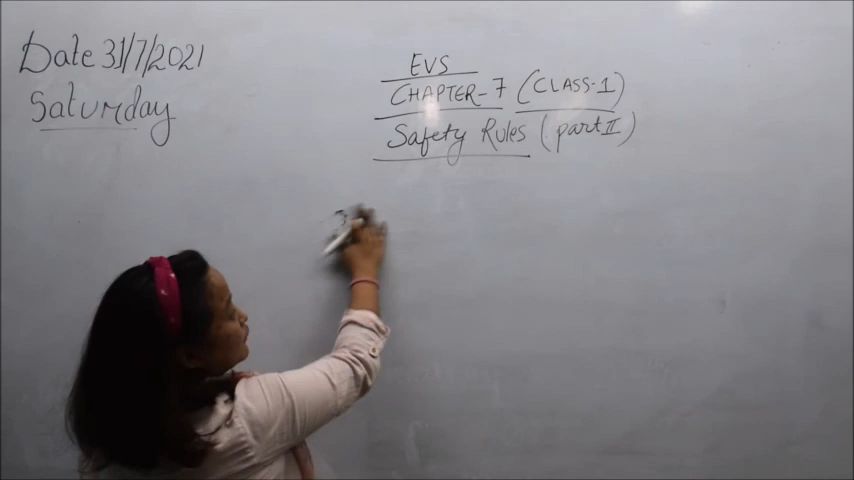 Date 31/7/2021
Saturday
EVS
CHAPTER-7 (CLASS-1)
Safety Rules (part II)